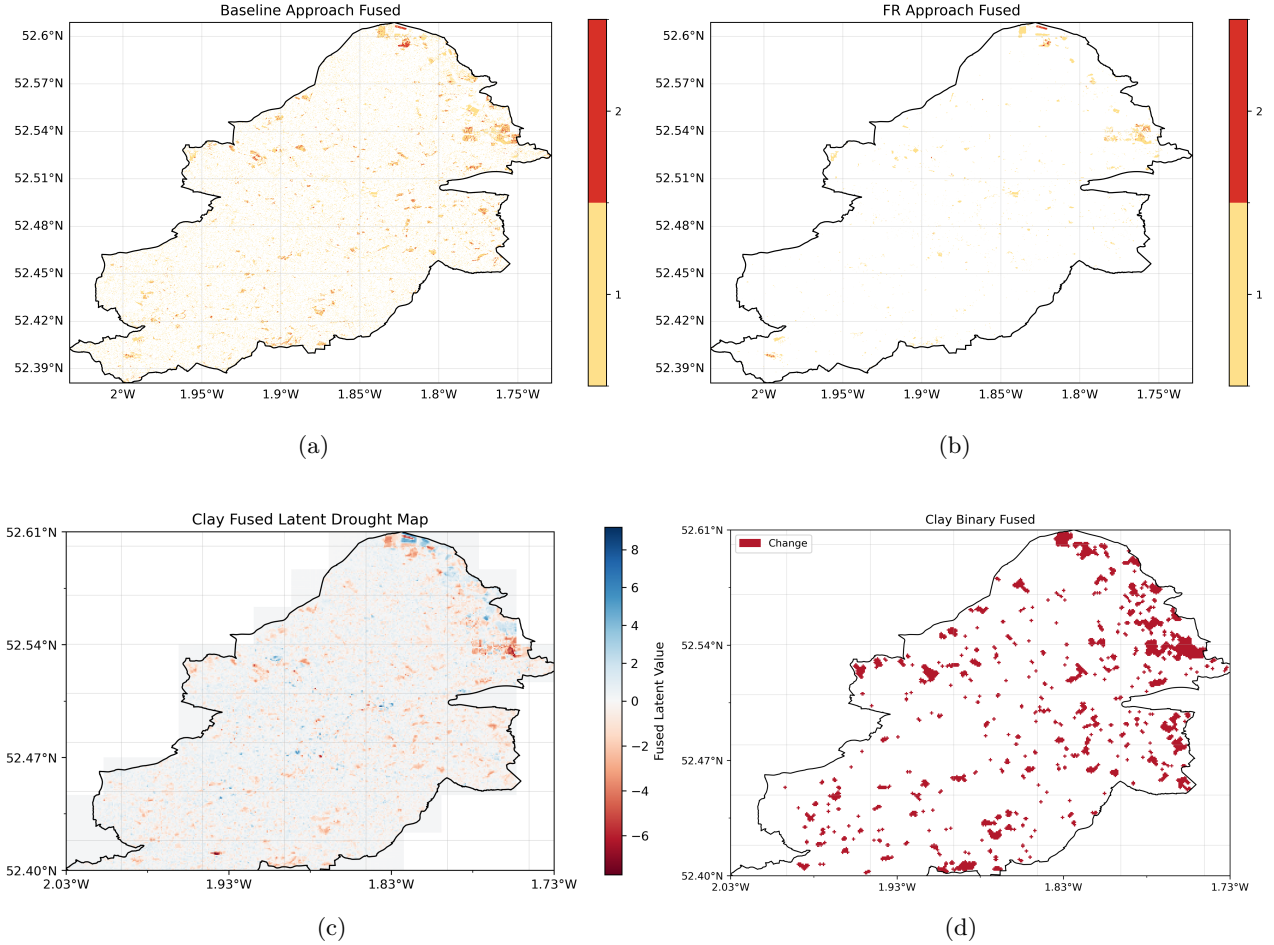 Baseline Approach Fused
52.6°N
52.57°N
52.54°N
52.51°N
52.48°N
52.45°N
52.42°N
52.39°N
2°W 1.95°W 1.9°W 1.85°W 1.8°W 1.75°W
2
1
(a)
FR Approach Fused
52.6°N
52.57°N
52.54°N
52.51°N
52.48°N
52.45°N
52.42°N
52.39°N
2°W 1.95°W 1.9°W 1.85°W 1.8°W 1.75°W
2
1
(b)
Clay Fused Latent Drought Map
52.61°N
52.54°N
52.47°N
52.40°N
2.03°W 1.93°W 1.83°W 1.73°W
8
6
4
2
0
−2
−4
−6
Fused Latent Value
(c)
Clay Binary Fused
Change
52.61°N
52.54°N
52.47°N
52.40°N
2.03°W 1.93°W 1.83°W 1.73°W
(d)